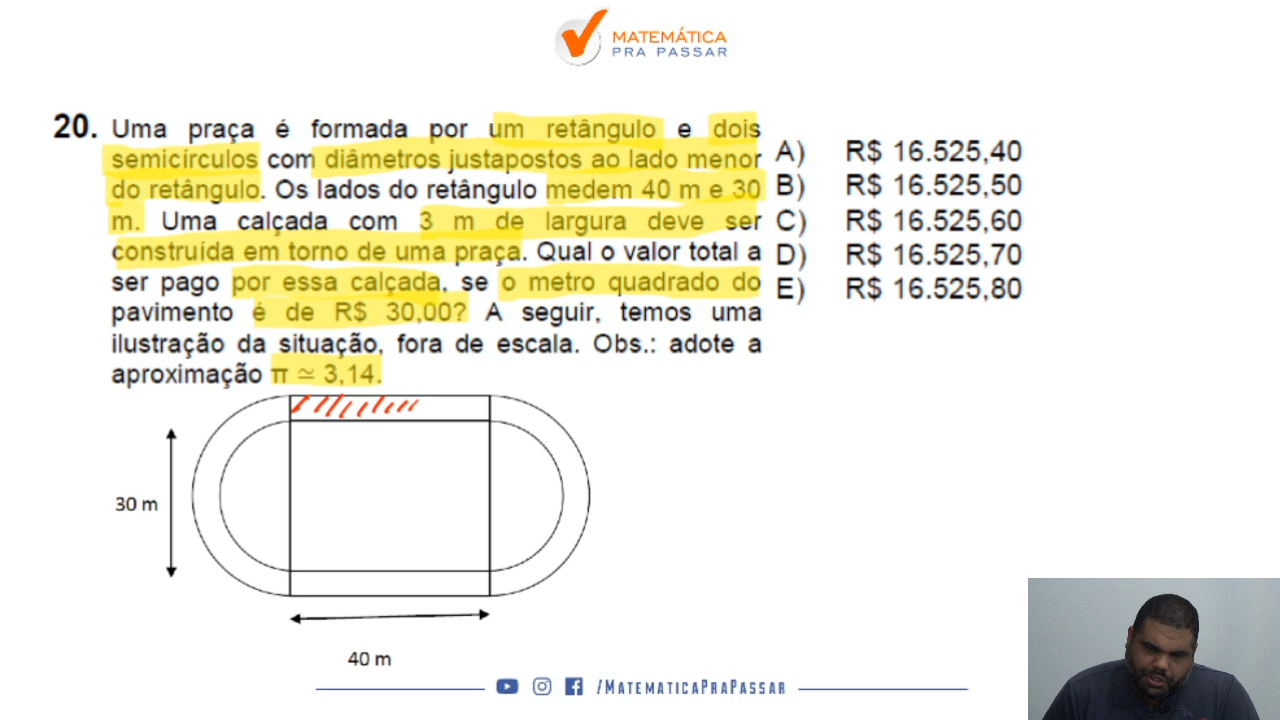 MATEMÁTICA
PRA PASSAR
20. Uma praça é formada por um retângulo e dois
semicírculos com diâmetros justapostos ao lado menor
do retângulo. Os lados do retângulo medem 40 m e 30
m. Uma calçada com 3 m de largura deve ser
construída em torno de uma praça. Qual o valor total a
ser pago por essa calçada, se o metro quadrado do
pavimento é de R$ 30,00? A seguir, temos uma
ilustração da situação, fora de escala. Obs.: adote a
aproximação π ≃ 3,14.
A) R$ 16.525,40
B) R$ 16.525,50
C) R$ 16.525,60
D) R$ 16.525,70
E) R$ 16.525,80
30 m
40 m
/MATEMATICAPRAPASSAR